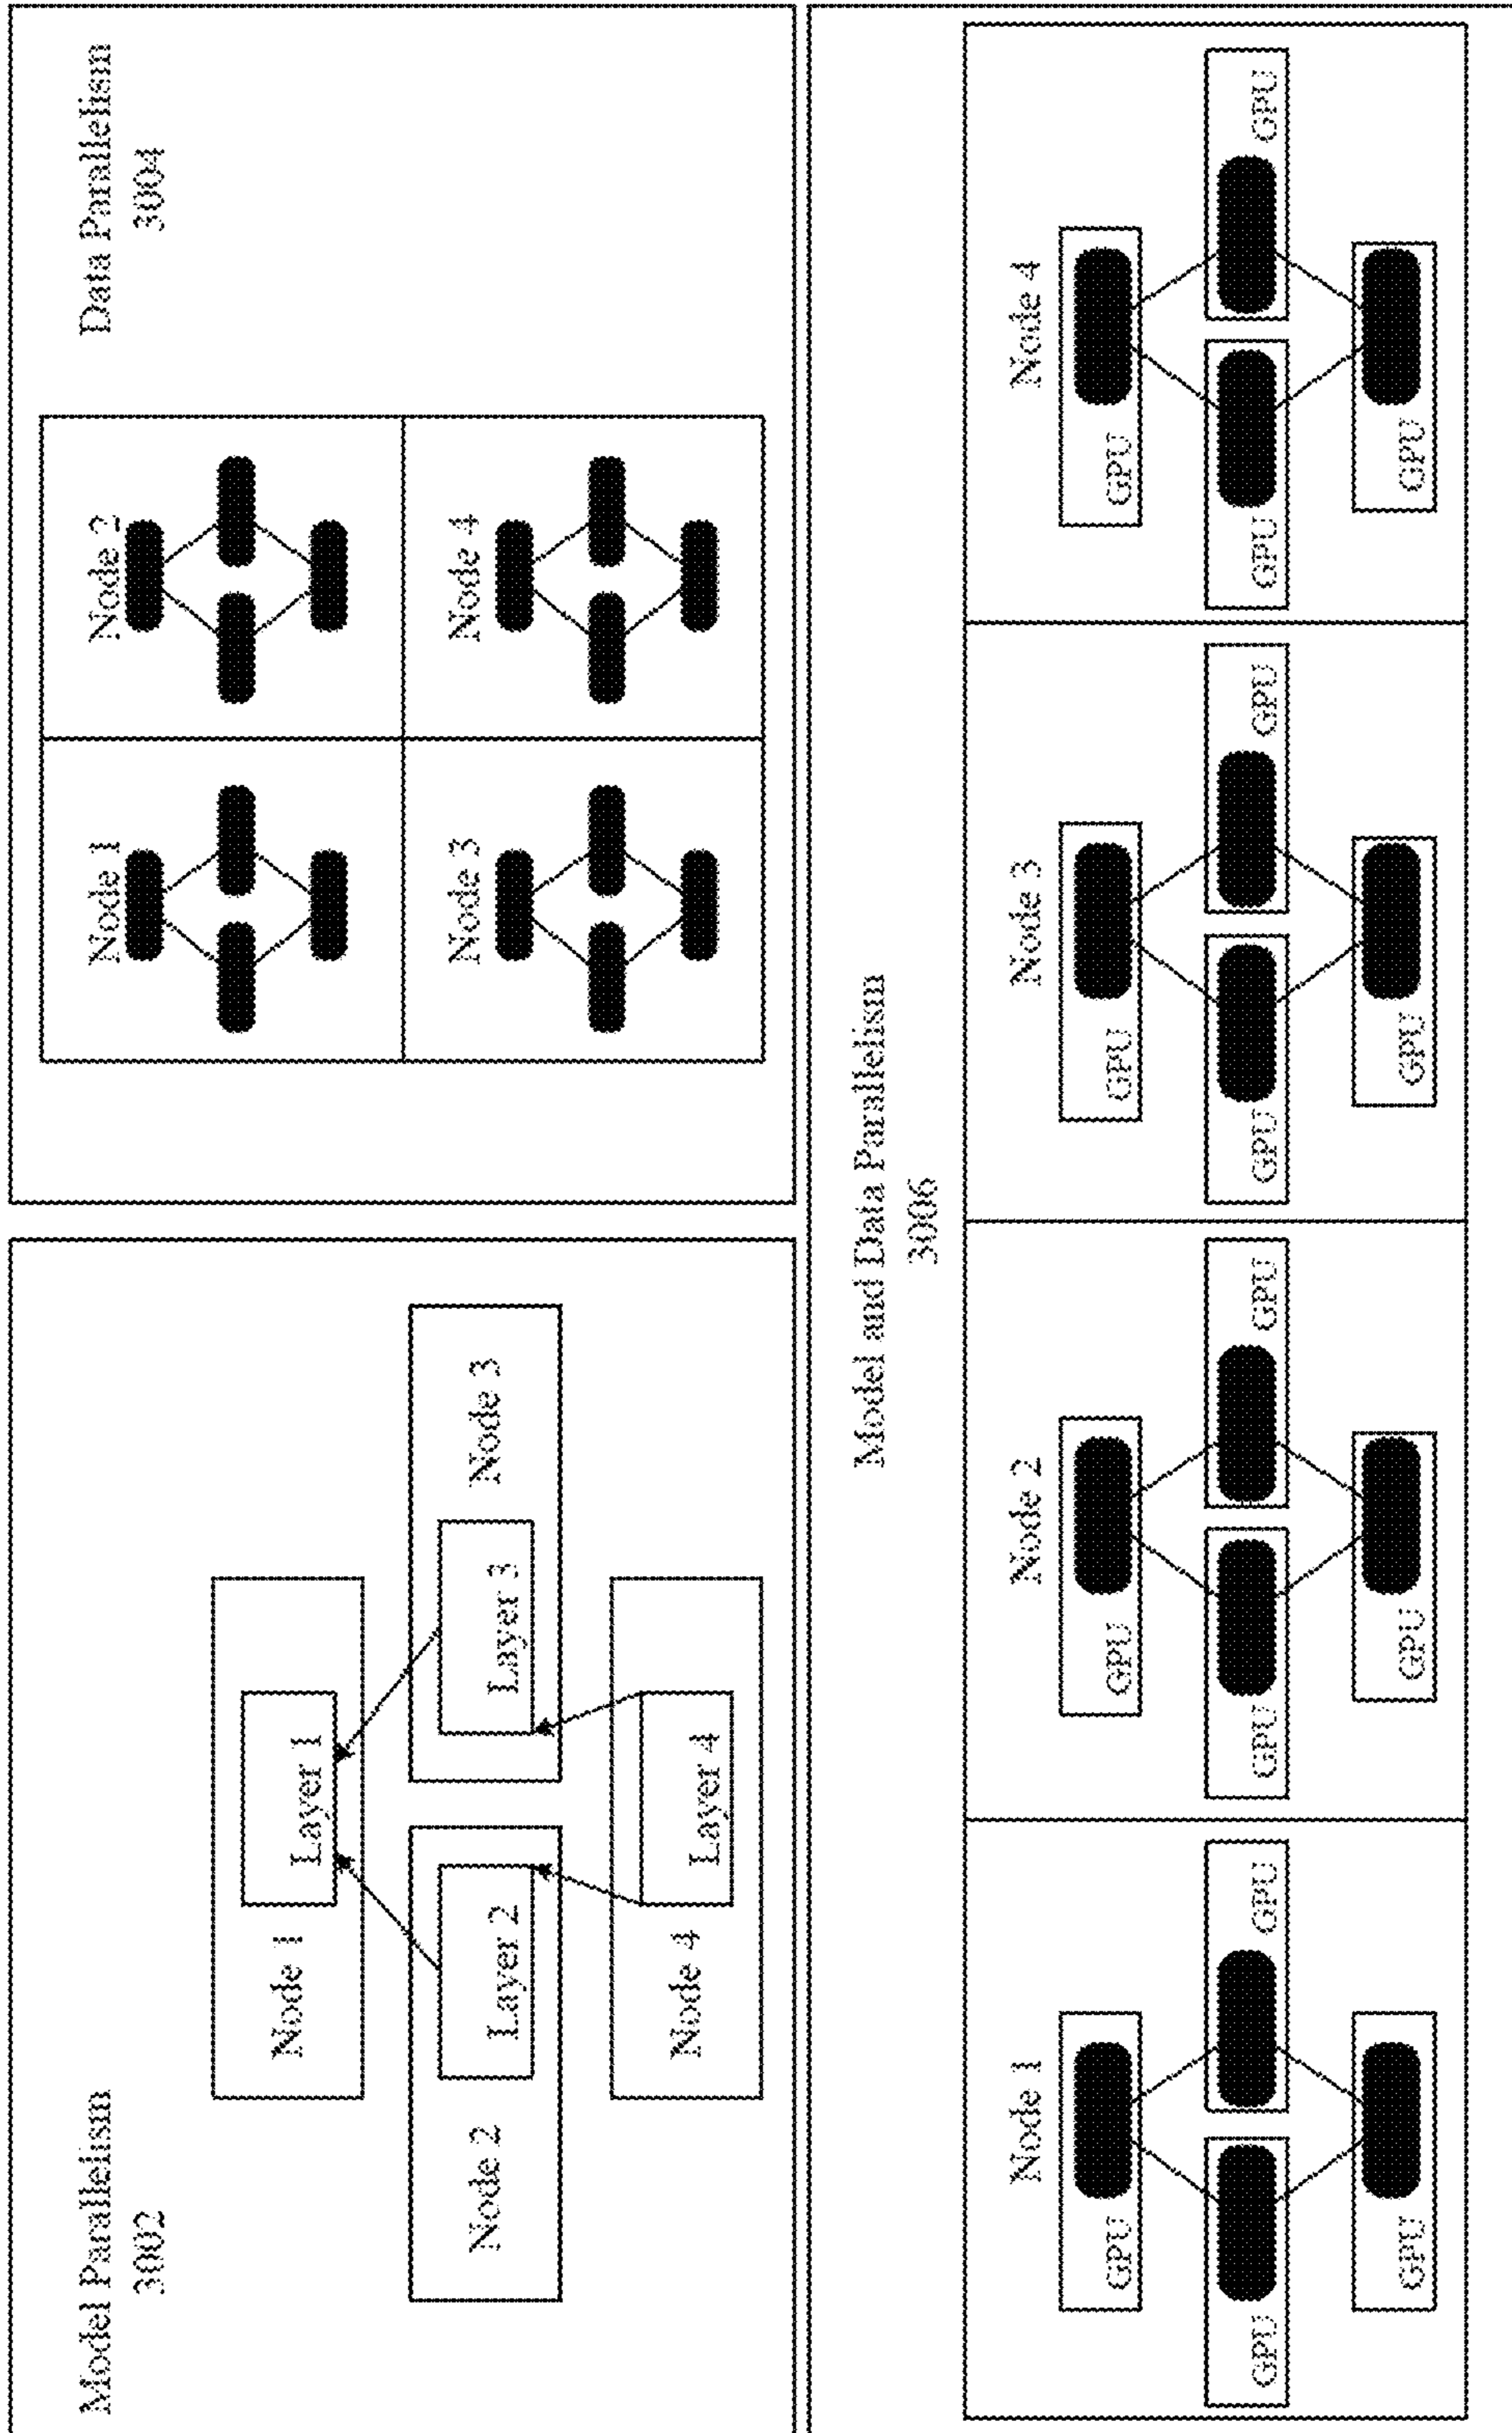 Model Parallelism
3002
Node 1
Layer 1
Node 2
Layer 2
Layer 3
Node 3
Node 4
Layer 4
Data Parallelism
3004
Node 1
Node 2
Node 3
Node 4
Model and Data Parallelism
3006
Node 1
GPU
GPU
GPU
GPU
Node 2
GPU
GPU
GPU
GPU
Node 3
GPU
GPU
GPU
GPU
Node 4
GPU
GPU
GPU
GPU